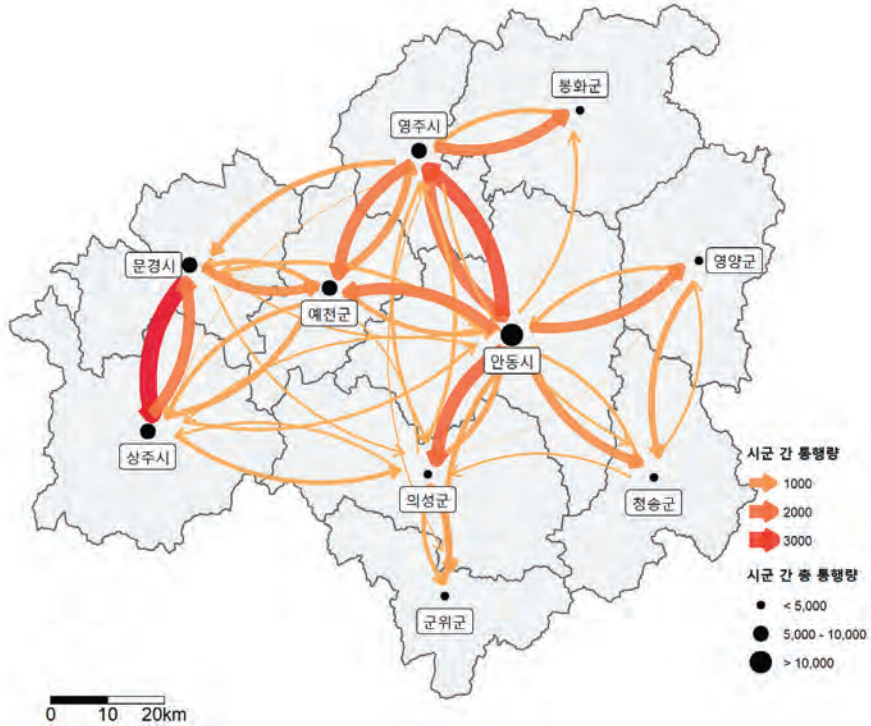 봉화군
영주시
영양군
문경시
예천군
안동시
상주시
의성군
청송군
군위군
시군 간 통행량
1000
2000
3000
시군 간 총 통행량
< 5,000
5,000 - 10,000
> 10,000
0 10 20km